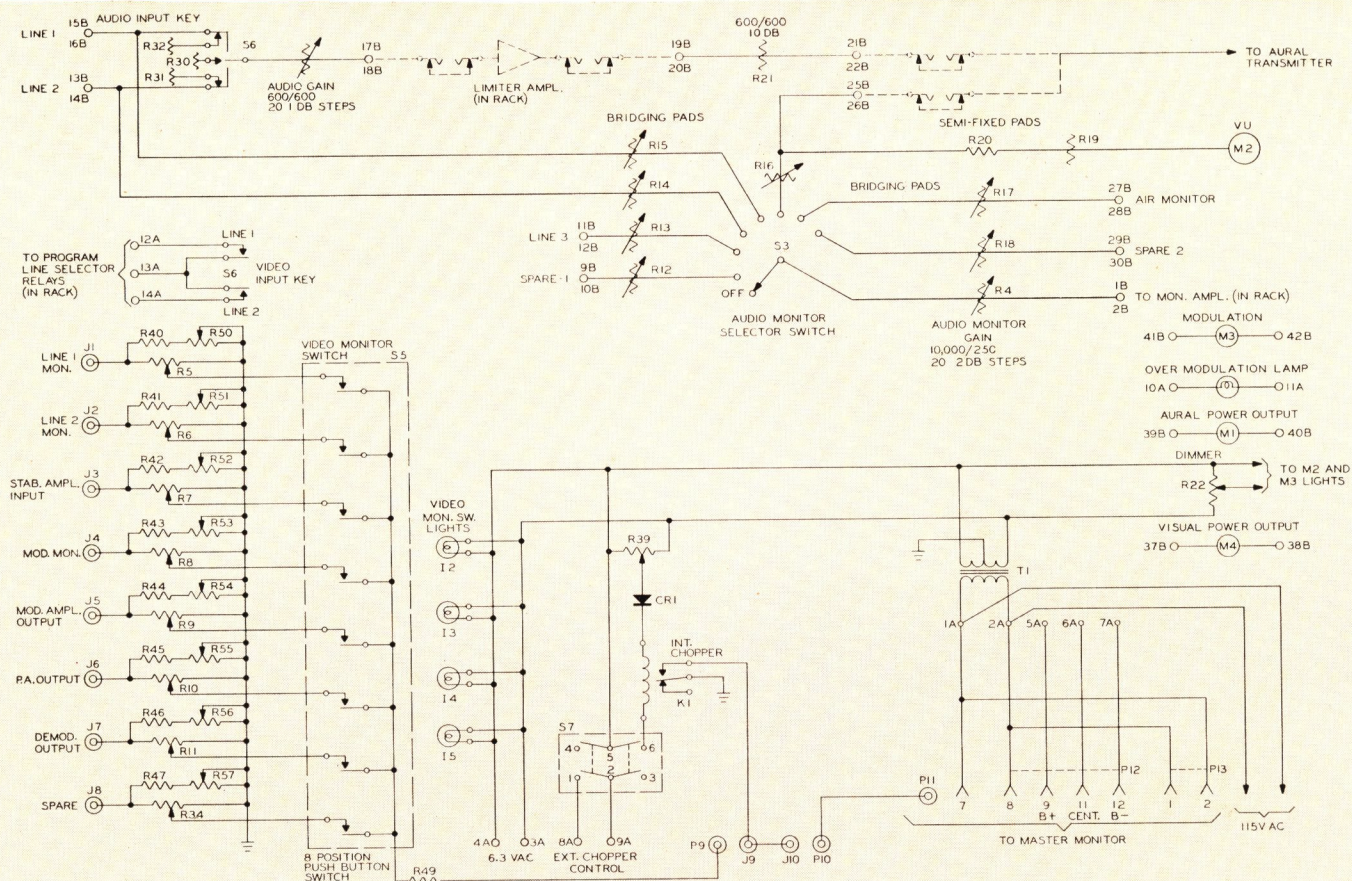 AUDIO INPUT KEY
LINE 1
15B
16B
R32
R30
R31
S6
LINE 2
13B
14B
AUDIO GAIN
600/600
20 1 DB STEPS
17B
18B
LIMITER AMPL.
(IN RACK)
19B
20B
600/600
10 DB
R21
21B
22B
TO AURAL
TRANSMITTER
25B
26B
SEMI-FIXED PADS
BRIDGING PADS
R15
R14
LINE 3
11B
12B
R13
SPARE-1
9B
10B
R12
OFF
R16
S3
AUDIO MONITOR
SELECTOR SWITCH
R20
R19
VU
M2
BRIDGING PADS
R17
27B
28B
AIR MONITOR
R18
29B
30B
SPARE 2
R4
1B
2B
TO MON. AMPL. (IN RACK)
AUDIO MONITOR
GAIN
10,000/250
20 2DB STEPS
MODULATION
41B
M3
42B
OVER MODULATION LAMP
10A
11A
AURAL POWER OUTPUT
39B
M1
40B
DIMMER
R22
TO M2 AND
M3 LIGHTS
VISUAL POWER OUTPUT
37B
M4
38B
TO PROGRAM
LINE SELECTOR
RELAYS
(IN RACK)
12A
13A
14A
LINE 1
S6
VIDEO
INPUT KEY
LINE 2
J1
LINE 1
MON.
R40
R50
R5
J2
LINE 2
MON.
R41
R51
R6
J3
STAB. AMPL.
INPUT
R42
R52
R7
J4
MOD. MON.
R43
R53
R8
J5
MOD. AMPL.
OUTPUT
R44
R54
R9
J6
P.A. OUTPUT
R45
R55
R10
J7
DEMOD.
OUTPUT
R46
R56
R11
J8
SPARE
R47
R57
R34
VIDEO MONITOR
SWITCH
S5
8 POSITION
PUSH BUTTON
SWITCH
R49
VIDEO
MON. SW.
LIGHTS
I2
I3
I4
I5
4A
3A
6.3 VAC
R39
CR1
INT.
CHOPPER
K1
S7
4
5
6
1
2
3
8A
9A
EXT. CHOPPER
CONTROL
P9
J9
J10
P10
P11
T1
1A
2A
5A
6A
7A
P12
P13
7
8
9
11
12
1
2
B+
CENT.
B-
TO MASTER MONITOR
115V AC